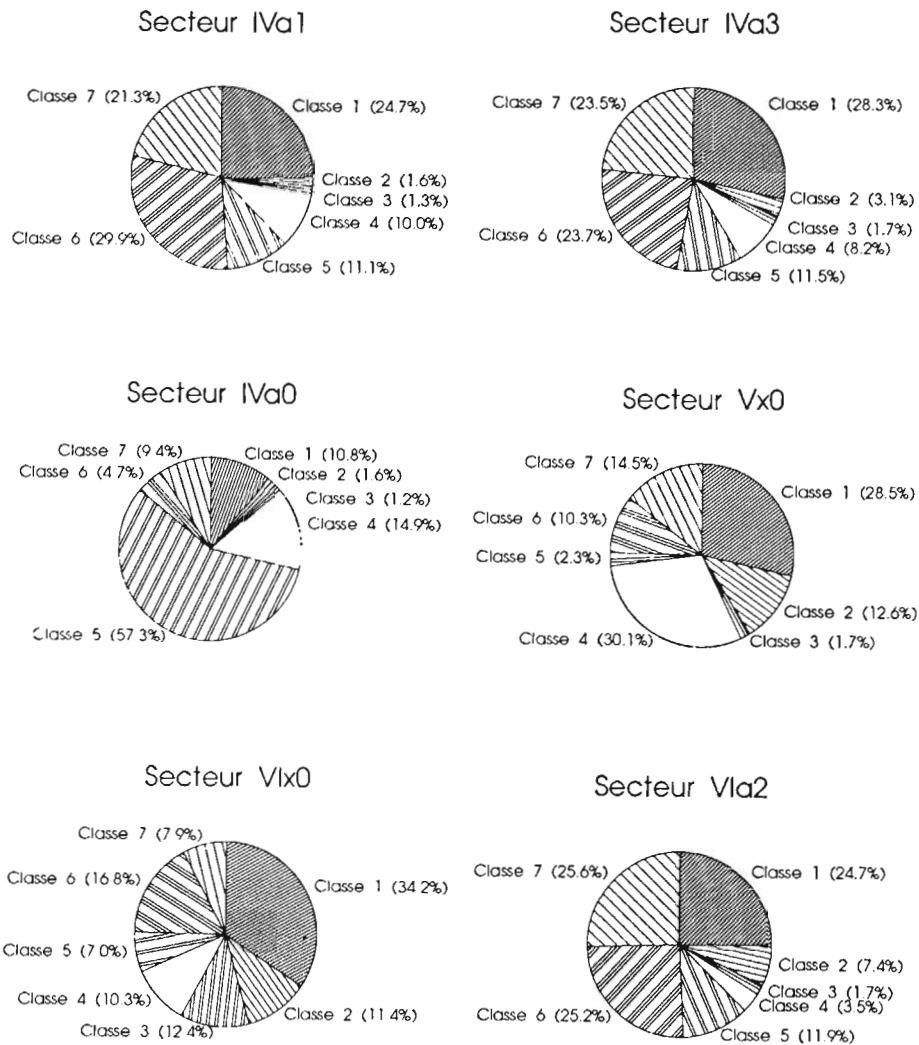 Secteur IVa1
Classe 7 (21.3%)
Classe 1 (24.7%)
Classe 2 (1.6%)
Classe 3 (1.3%)
Classe 4 (10.0%)
Classe 6 (29.9%)
Classe 5 (11.1%)
Secteur IVa3
Classe 7 (23.5%)
Classe 1 (28.3%)
Classe 2 (3.1%)
Classe 3 (1.7%)
Classe 6 (23.7%)
Classe 4 (8.2%)
Classe 5 (11.5%)
Secteur IVa0
Classe 7 (9.4%)
Classe 1 (10.8%)
Classe 6 (4.7%)
Classe 2 (1.6%)
Classe 3 (1.2%)
Classe 4 (14.9%)
Classe 5 (57.3%)
Secteur Vx0
Classe 7 (14.5%)
Classe 1 (28.5%)
Classe 6 (10.3%)
Classe 5 (2.3%)
Classe 2 (12.6%)
Classe 4 (30.1%)
Classe 3 (1.7%)
Secteur VIx0
Classe 7 (7.9%)
Classe 6 (16.8%)
Classe 1 (34.2%)
Classe 5 (7.0%)
Classe 4 (10.3%)
Classe 2 (11.4%)
Classe 3 (12.4%)
Secteur VIa2
Classe 7 (25.6%)
Classe 1 (24.7%)
Classe 2 (7.4%)
Classe 3 (1.7%)
Classe 4 (3.5%)
Classe 6 (25.2%)
Classe 5 (11.9%)